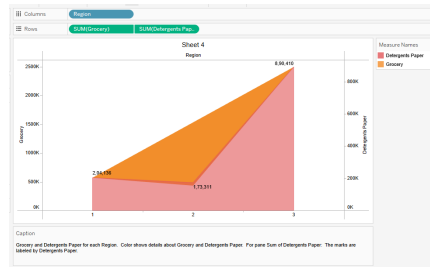 Columns
Region
Rows
SUM(Grocery)
SUM(Detergents Pap..
Sheet 4
Region
Measure Names
Detergents Paper
Grocery
8,90,410
2,04,136
1,73,311
2500K
2000K
1500K
1000K
500K
0K
Grocery
800K
600K
400K
200K
0K
Detergents Paper
1
2
3
Caption
Grocery and Detergents Paper for each Region. Color shows details about Grocery and Detergents Paper. For pane Sum of Detergents Paper. The marks are
labeled by Detergents Paper.